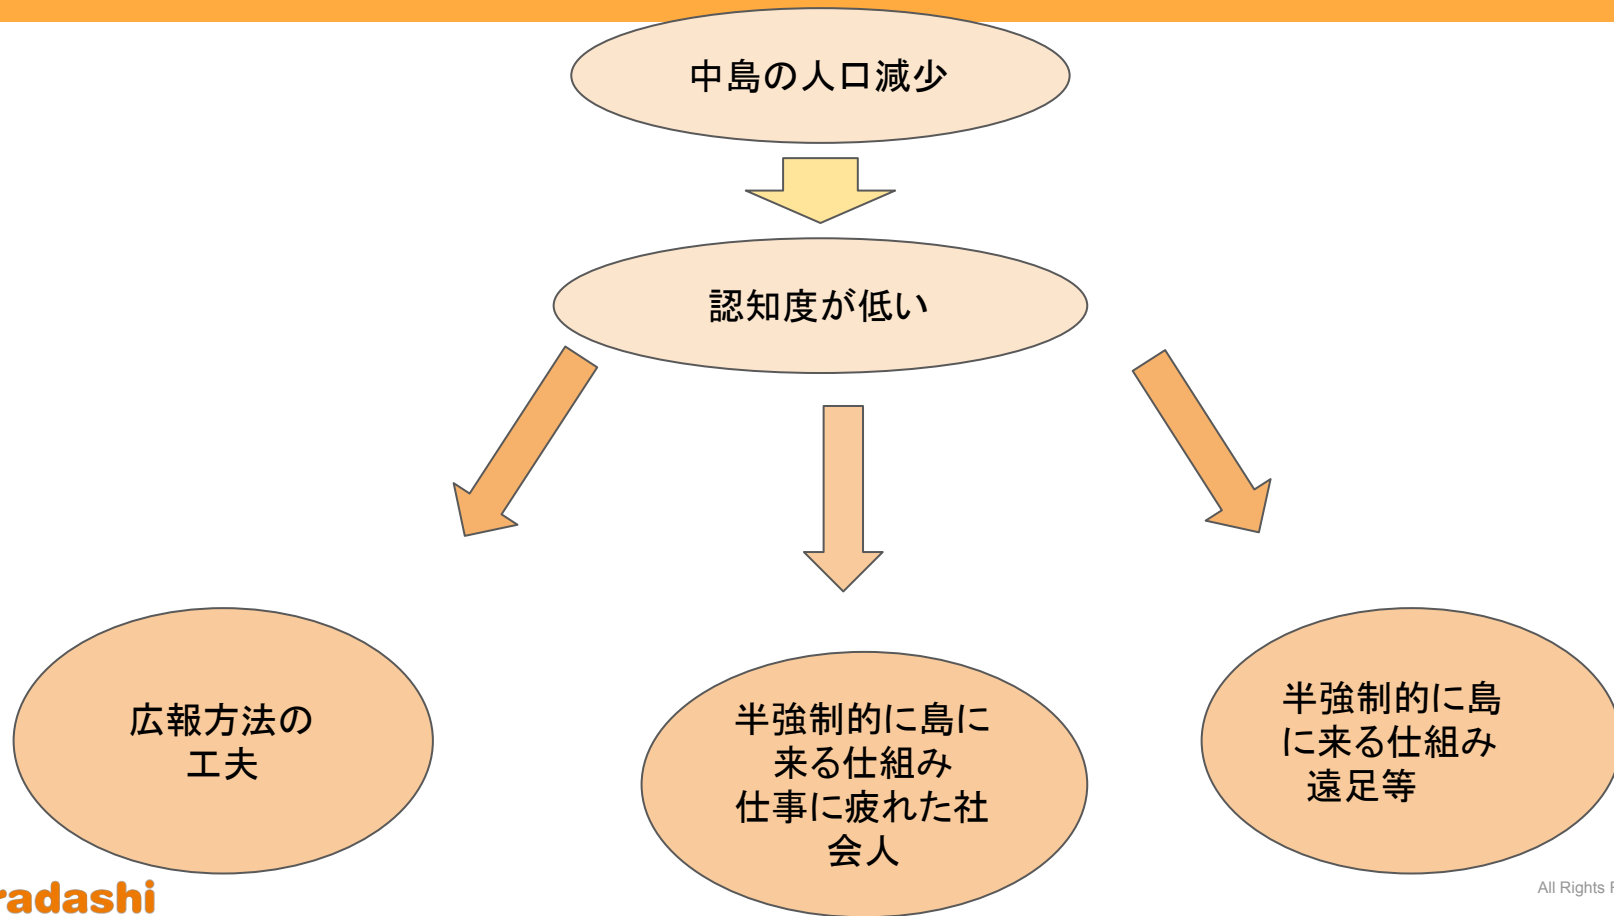 中島の人口減少
認知度が低い
広報方法の
工夫
半強制的に島に
来る仕組み
仕事に疲れた社
会人
半強制的に島
に来る仕組み
遠足等
radashi
All Rights